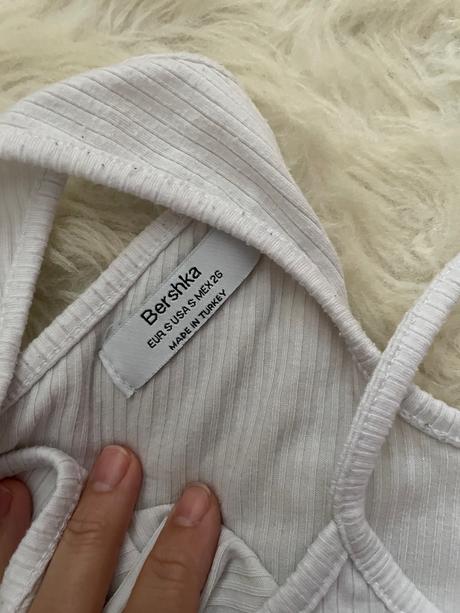 Bershka
EUR S USA S MEX 26
MADE IN TURKEY